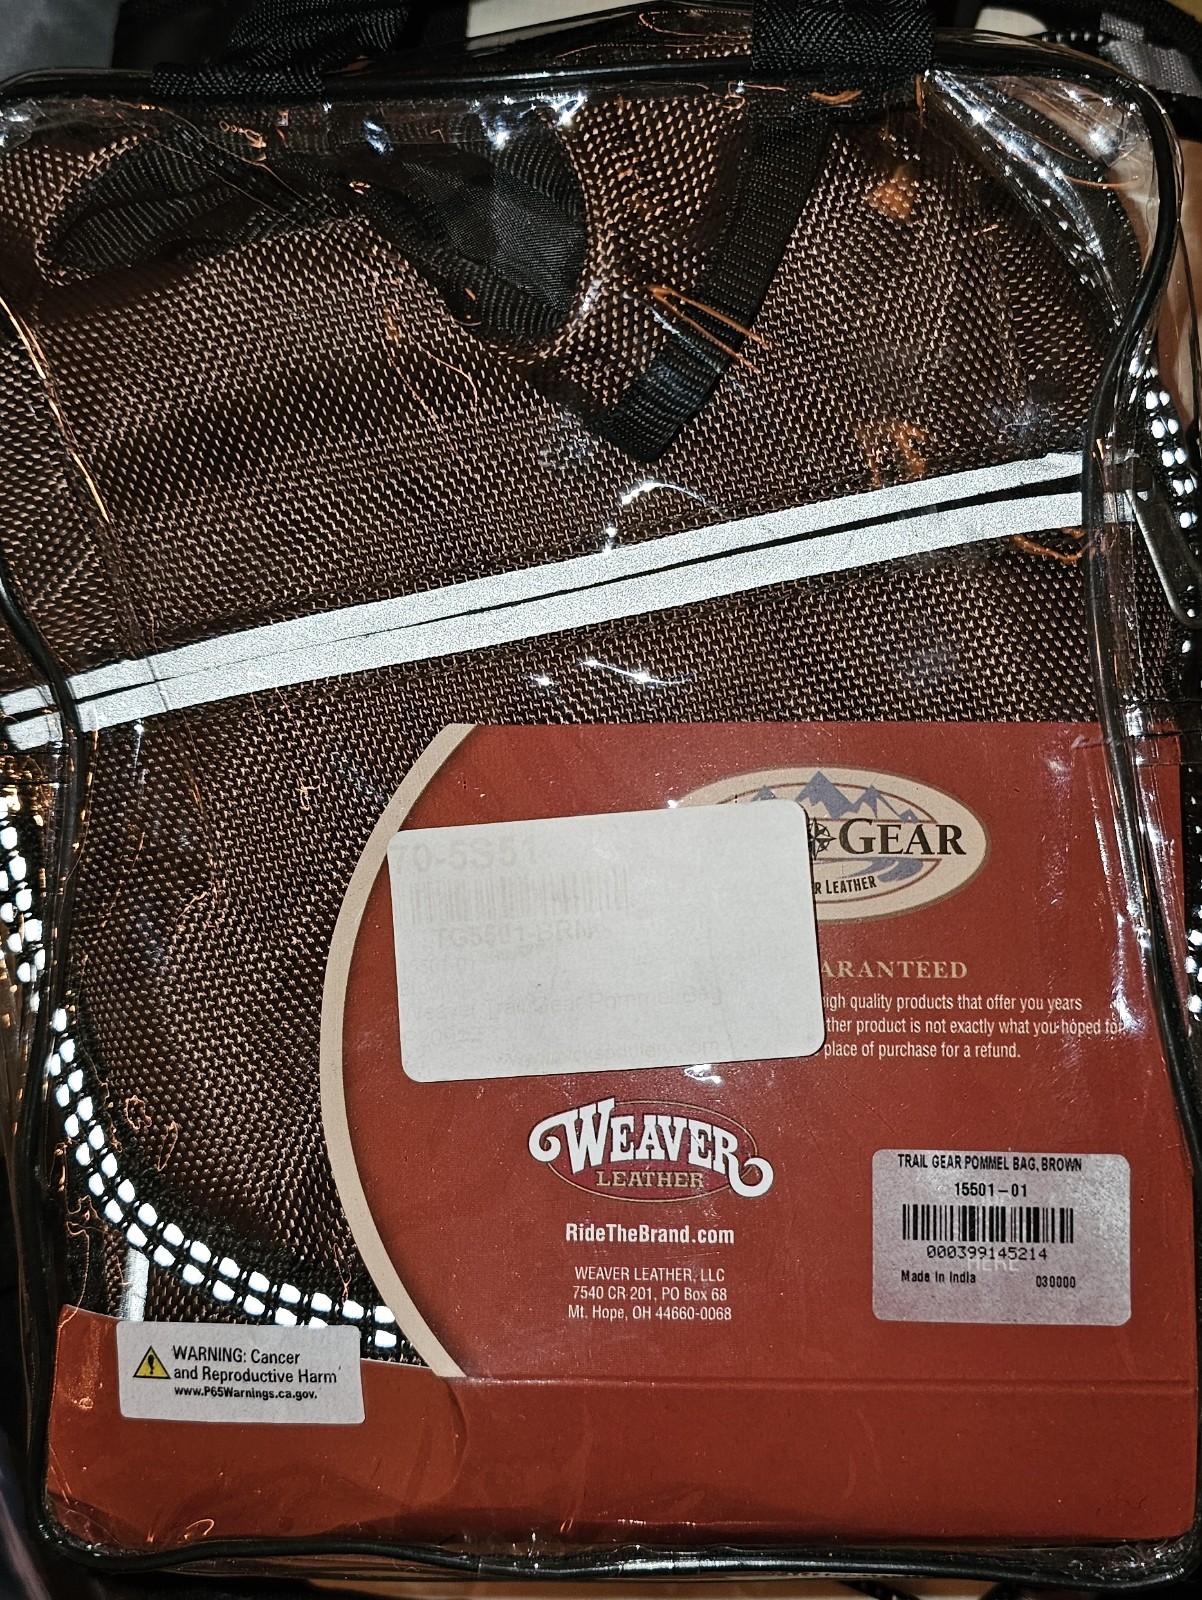 GEAR
R LEATHER
ARANTEED
igh quality products that offer you years
ther product is not exactly what you hoped for,
place of purchase for a refund.
WEAVER
LEATHER
RideTheBrand.com
WEAVER LEATHER, LLC
7540 CR 201, PO Box 68
Mt. Hope, OH 44660-0068
TRAIL GEAR POMMEL BAG, BROWN
15501-01
000399145214
HERE
Made in India 030000
WARNING: Cancer
and Reproductive Harm
www.P65Warnings.ca.gov.